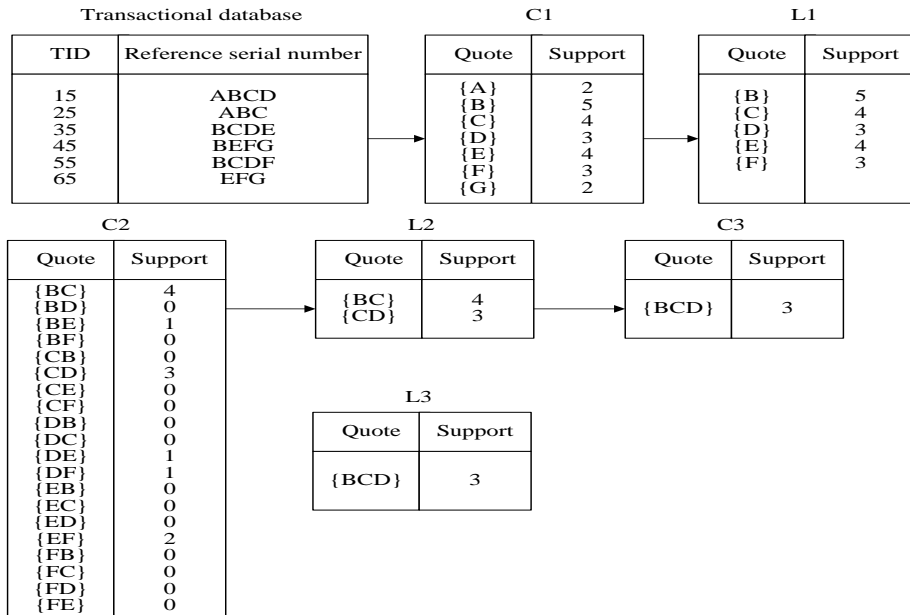 Transactional database
TID Reference serial number
15 ABCD
25 ABC
35 BCDE
45 BEFG
55 BCDF
65 EFG
C1
Quote Support
{A} 2
{B} 5
{C} 4
{D} 3
{E} 4
{F} 3
{G} 2
L1
Quote Support
{B} 5
{C} 4
{D} 3
{E} 4
{F} 3
C2
Quote Support
{BC} 4
{BD} 0
{BE} 1
{BF} 0
{CB} 0
{CD} 3
{CE} 0
{CF} 0
{DB} 0
{DC} 0
{DE} 1
{DF} 1
{EB} 0
{EC} 0
{ED} 0
{EF} 2
{FB} 0
{FC} 0
{FD} 0
{FE} 0
L2
Quote Support
{BC} 4
{CD} 3
C3
Quote Support
{BCD} 3
L3
Quote Support
{BCD} 3